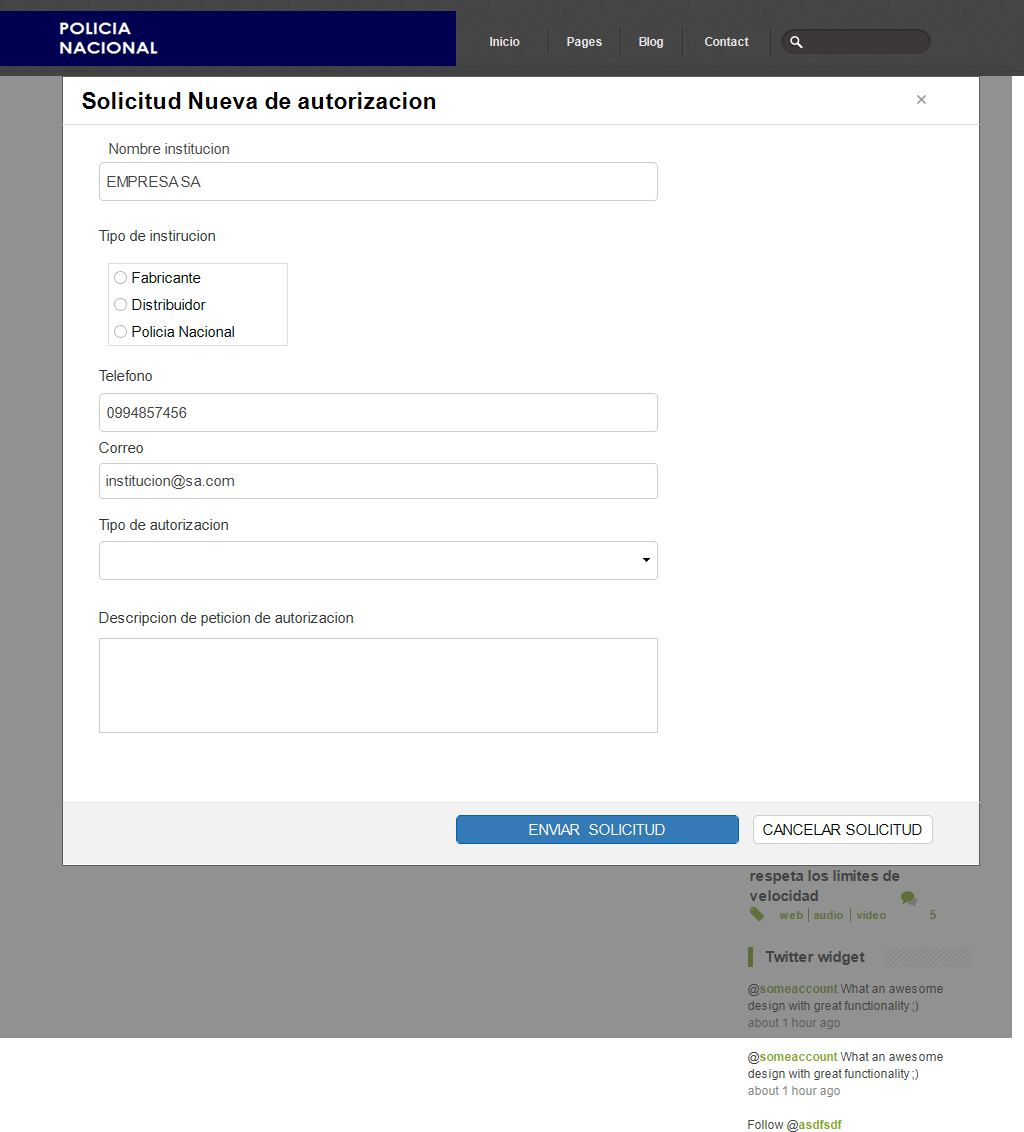 POLICIA
NACIONAL
Inicio
Pages
Blog
Contact
Solicitud Nueva de autorizacion
×
Nombre institucion
EMPRESA SA
Tipo de instirucion
Fabricante
Distribuidor
Policia Nacional
Telefono
0994857456
Correo
institucion@sa.com
Tipo de autorizacion
Descripcion de peticion de autorizacion
ENVIAR SOLICITUD
CANCELAR SOLICITUD
respeta los limites de
velocidad
web | audio | video 5
Twitter widget
@someaccount What an awesome
design with great functionality ;)
about 1 hour ago
@someaccount What an awesome
design with great functionality ;)
about 1 hour ago
Follow @asdfsdf